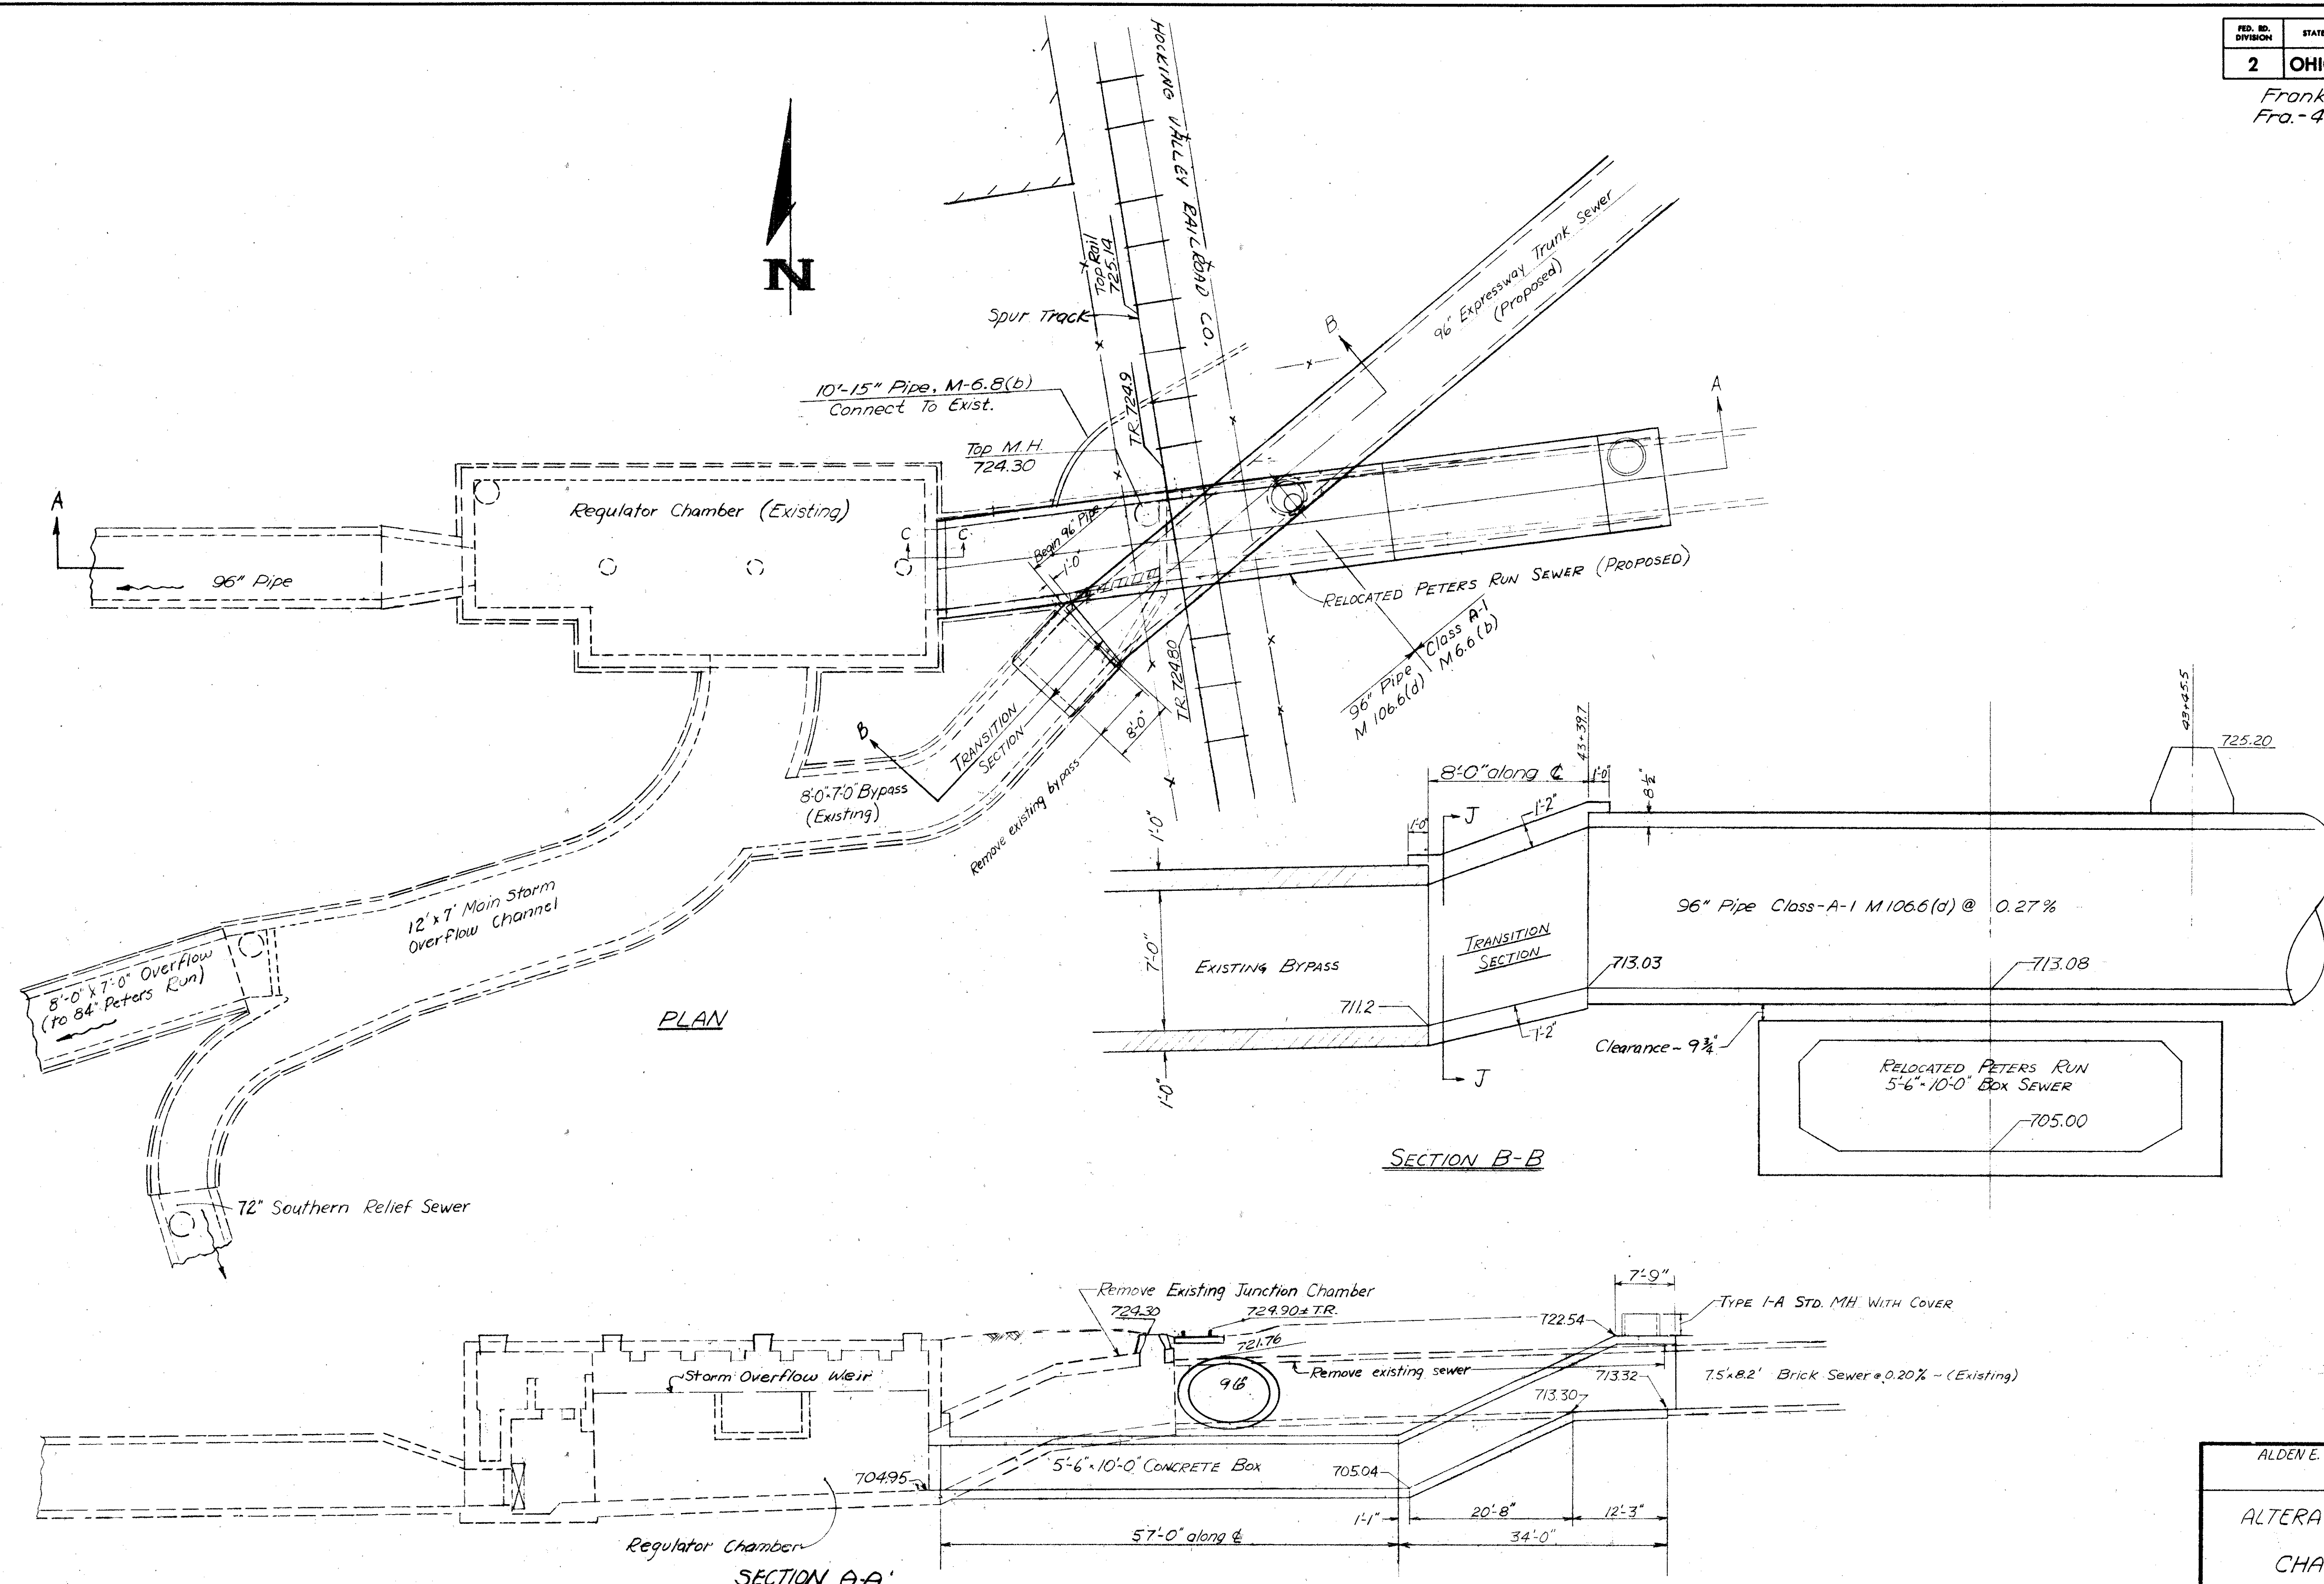 FED. RD.
DIVISION
2
Fra.-4
N
HOCKING VALLEY RAILROAD CO.
Top Rail
725.14
Spur Track
10'-15" Pipe, M-6.8(b)
Connect To Exist.
T.R. 724.9
Top M.H.
724.30
96" Expressway Trunk Sewer
(Proposed)
B
A
A
Regulator Chamber (Existing)
C
C
96" Pipe
Begin 96" Pipe
1'-0"
RELOCATED PETERS RUN SEWER (PROPOSED)
Class A-1
M 6.6 (b)
96" Pipe
M 106.6(d)
T.R. 724.80
8'-0"
TRANSITION
SECTION
B
8'-0"x7'-0" Bypass
(Existing)
Remove existing bypass
12' x 7' Main Storm
Overflow Channel
8'-0" x 7'-0" Overflow
(to 84" Peters Run)
72" Southern Relief Sewer
PLAN
43+39.7
43+45.5
725.20
8'-0" along ℄
1'-0"
8½"
1'-0"
1'-0"
J
1'-2"
7'-0"
EXISTING BYPASS
TRANSITION
SECTION
96" Pipe Class-A-1 M106.6(d) @ 0.27%
713.03
713.08
711.2
1'-2"
1'-0"
J
Clearance - 9¾"
RELOCATED PETERS RUN
5'-6" x 10'-0" BOX SEWER
705.00
SECTION B-B
Remove Existing Junction Chamber
724.30
724.90± T.R.
721.76
722.54
7'-9"
TYPE 1-A STD. MH WITH COVER
Storm Overflow Weir
96"
Remove existing sewer
713.32
713.30
7.5'x8.2' Brick Sewer @ 0.20% - (Existing)
704.95
5'-6" x 10'-0" CONCRETE BOX
705.04
1'-1"
20'-8"
12'-3"
57'-0" along ℄
34'-0"
Regulator Chamber
SECTION A-A
ALDEN E.